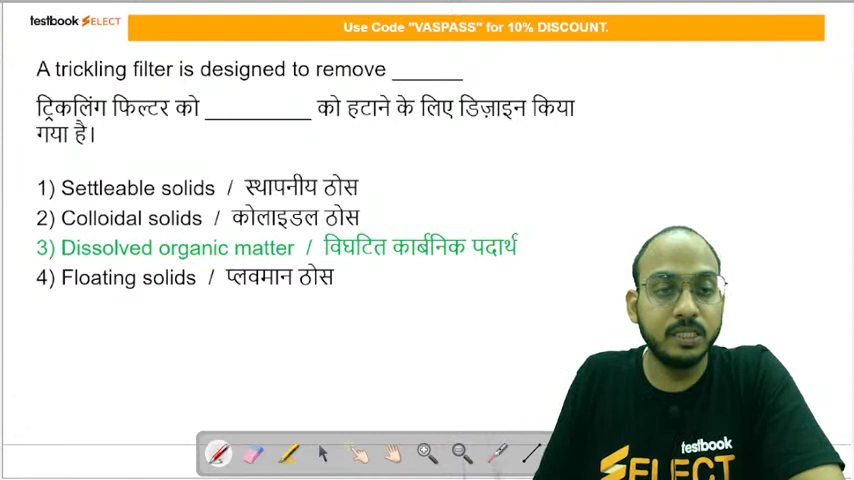 testbook SELECT
Use Code "VASPASS" for 10% DISCOUNT.
A trickling filter is designed to remove ______
ट्रिकलिंग फिल्टर को __________ को हटाने के लिए डिज़ाइन किया
गया है।
1) Settleable solids / स्थापनीय ठोस
2) Colloidal solids / कोलाइडल ठोस
3) Dissolved organic matter / विघटित कार्बनिक पदार्थ
4) Floating solids / प्लवमान ठोस
testbook
SELECT